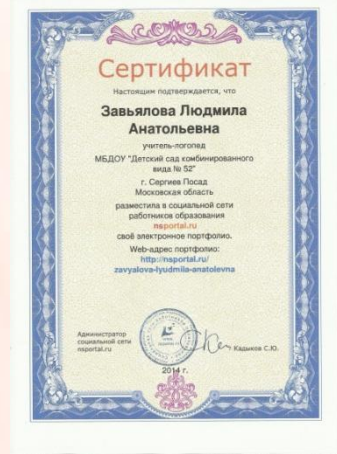 Сертификат
Настоящим подтверждается, что
Завьялова Людмила
Анатольевна
учитель-логопед
МБДОУ "Детский сад комбинированного
вида № 52"
г. Сергиев Посад
Московская область
разместила в социальной сети
работников образования
nsportal.ru
своё электронное портфолио.
Web-адрес портфолио:
http://nsportal.ru/
zavyalova-lyudmila-anatolevna
Администратор
социальной сети
nsportal.ru
Кадыков С.Ю.
2014 г.